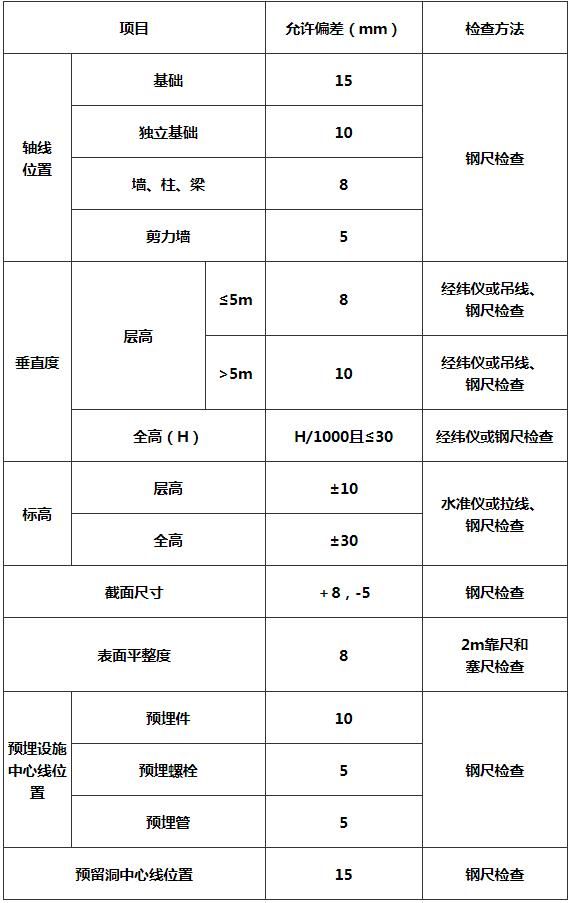 项目
允许偏差（mm）
检查方法
轴线
位置
基础
15
钢尺检查
独立基础
10
墙、柱、梁
8
剪力墙
5
垂直度
层高
≤5m
8
经纬仪或吊线、
钢尺检查
>5m
10
经纬仪或吊线、
钢尺检查
全高（H）
H/1000且≤30
经纬仪或钢尺检查
标高
层高
±10
水准仪或拉线、
钢尺检查
全高
±30
截面尺寸
＋8，-5
钢尺检查
表面平整度
8
2m靠尺和
塞尺检查
预埋设施
中心线位
置
预埋件
10
钢尺检查
预埋螺栓
5
预埋管
5
预留洞中心线位置
15
钢尺检查